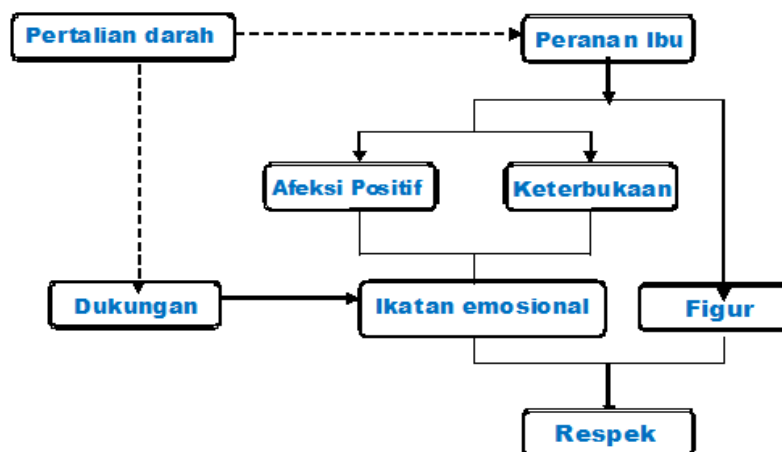 Pertalian darah
Peranan Ibu
Afeksi Positif
Keterbukaan
Dukungan
Ikatan emosional
Figur
Respek